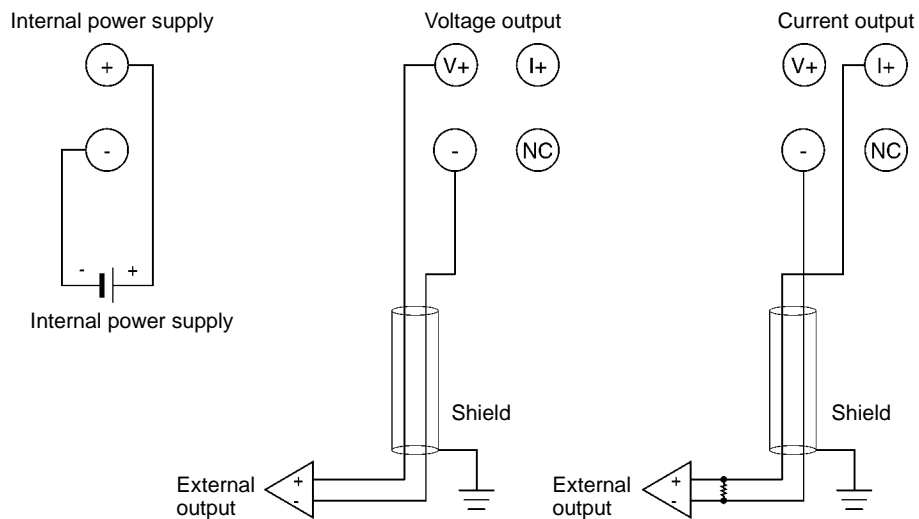 Internal power supply
+
-
- +
Internal power supply
Voltage output
V+ I+
- NC
Shield
External
output
+
-
Current output
V+ I+
- NC
Shield
External
output
+
-